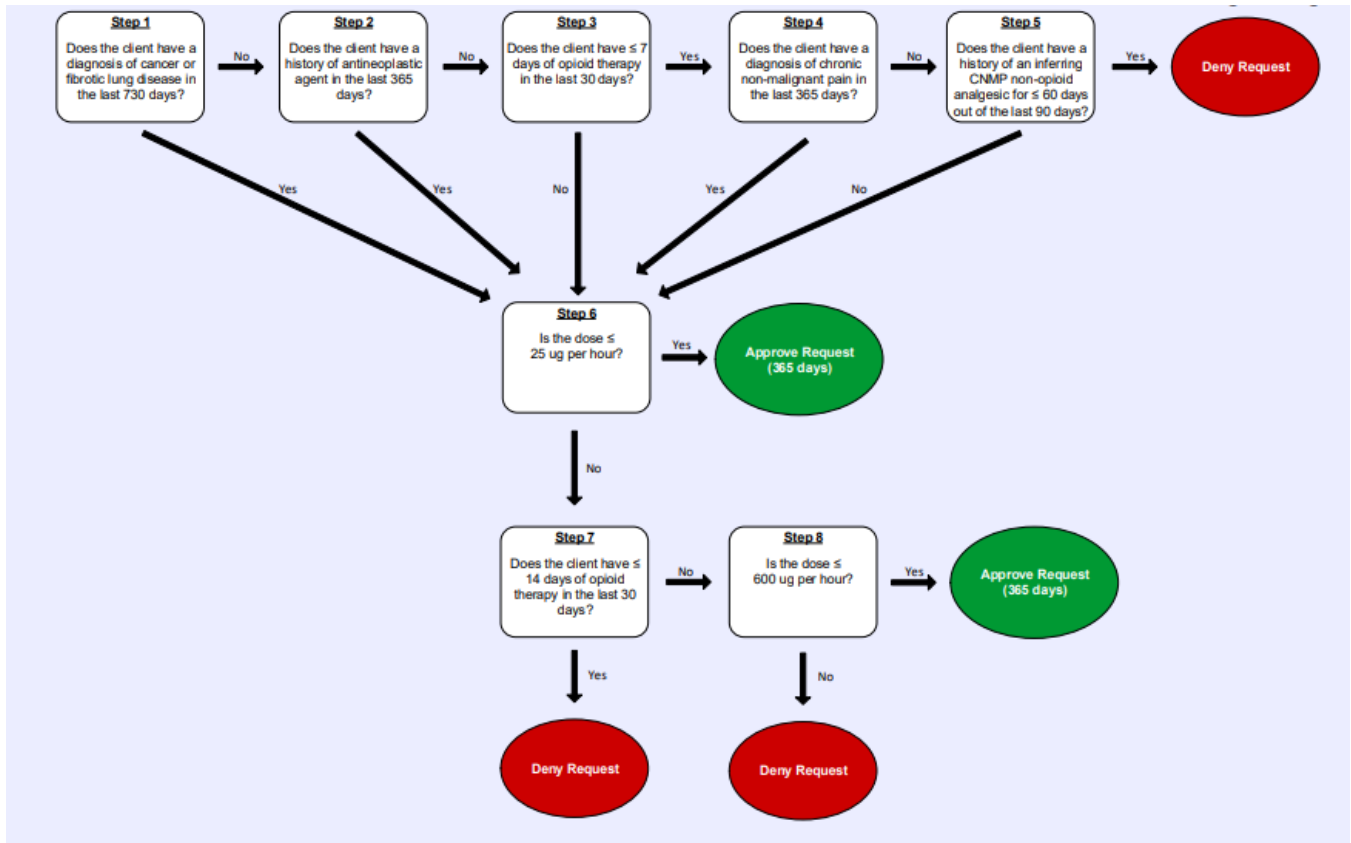 Step 1
Does the client have a
diagnosis of cancer or
fibrotic lung disease in
the last 730 days?
No
Step 2
Does the client have a
history of antineoplastic
agent in the last 365
days?
No
Step 3
Does the client have ≤ 7
days of opioid therapy
in the last 30 days?
Yes
Step 4
Does the client have a
diagnosis of chronic
non-malignant pain in
the last 365 days?
No
Step 5
Does the client have a
history of an inferring
CNMP non-opioid
analgesic for ≤ 60 days
out of the last 90 days?
Yes
Deny Request
Yes
Yes
No
Yes
No
Step 6
Is the dose ≤
25 ug per hour?
Yes
Approve Request
(365 days)
No
Step 7
Does the client have ≤
14 days of opioid
therapy in the last 30
days?
No
Step 8
Is the dose ≤
600 ug per hour?
Yes
Approve Request
(365 days)
Yes
No
Deny Request
Deny Request